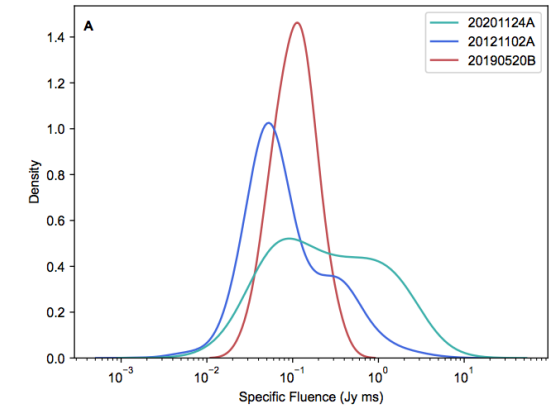 A
20201124A
20121102A
20190520B
1.4
1.2
1.0
0.8
0.6
0.4
0.2
0.0
Density
10⁻³ 10⁻² 10⁻¹ 10⁰ 10¹
Specific Fluence (Jy ms)